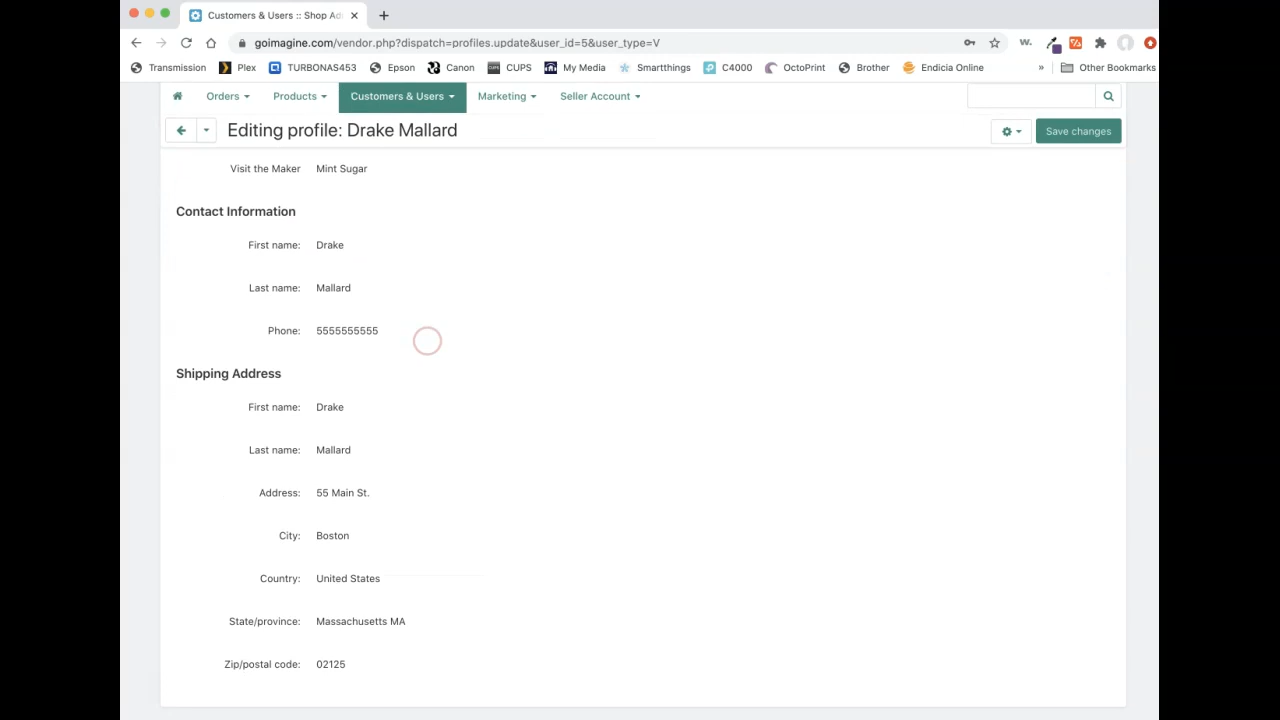 Customers & Users :: Shop Ad
goimagine.com/vendor.php?dispatch=profiles.update&user_id=5&user_type=V
W.
Transmission Plex TURBONAS453 Epson Canon CUPS CUPS My Media Smartthings C4000 OctoPrint Brother Endicia Online » Other Bookmarks
Orders Products Customers & Users Marketing Seller Account
Editing profile: Drake Mallard Save changes
Visit the Maker Mint Sugar
Contact Information
First name: Drake
Last name: Mallard
Phone: 5555555555
Shipping Address
First name: Drake
Last name: Mallard
Address: 55 Main St.
City: Boston
Country: United States
State/province: Massachusetts MA
Zip/postal code: 02125